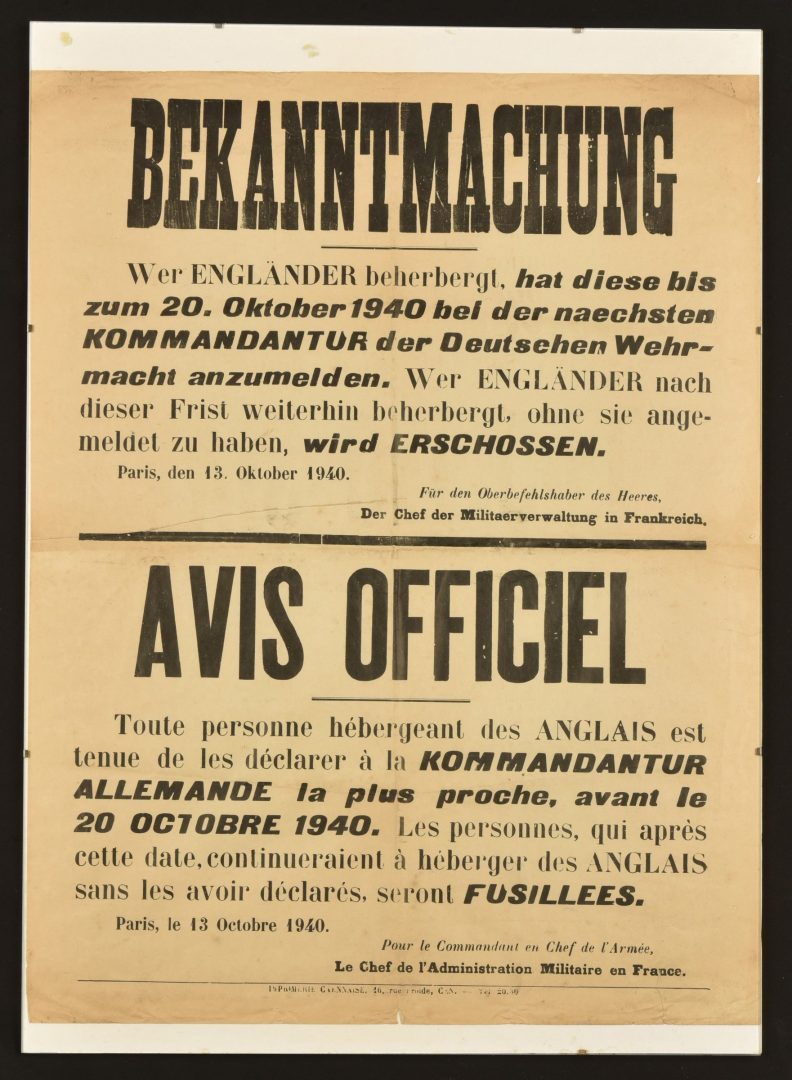 BEKANNTMACHUNG
Wer ENGLÄNDER beherbergt, hat diese bis
zum 20. Oktober 1940 bei der naechsten
KOMMANDANTUR der Deutschen Wehr-
macht anzumelden. Wer ENGLÄNDER nach
dieser Frist weiterhin beherbergt, ohne sie ange-
meldet zu haben, wird ERSCHOSSEN.
Paris, den 13. Oktober 1940.
Für den Oberbefehlshaber des Heeres,
Der Chef der Militaerverwaltung in Frankreich.
AVIS OFFICIEL
Toute personne hébergeant des ANGLAIS est
tenue de les déclarer à la KOMMANDANTUR
ALLEMANDE la plus proche, avant le
20 OCTOBRE 1940. Les personnes, qui après
cette date, continueraient à héberger des ANGLAIS
sans les avoir déclarés, seront FUSILLEES.
Paris, le 13 Octobre 1940.
Pour le Commandant en Chef de l'Armée,
Le Chef de l'Administration Militaire en France.
IMPRIMERIE CAENNAISE, 16, rue Froide,